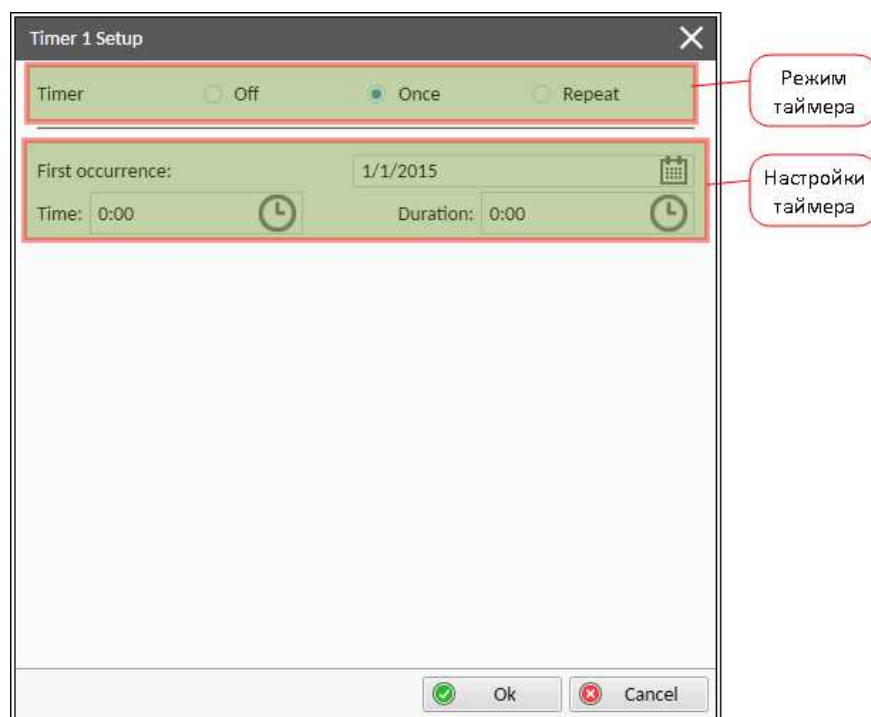 Timer 1 Setup
Timer Off Once Repeat
Режим
таймера
First occurrence: 1/1/2015
Time: 0:00 Duration: 0:00
Настройки
таймера
Ok Cancel